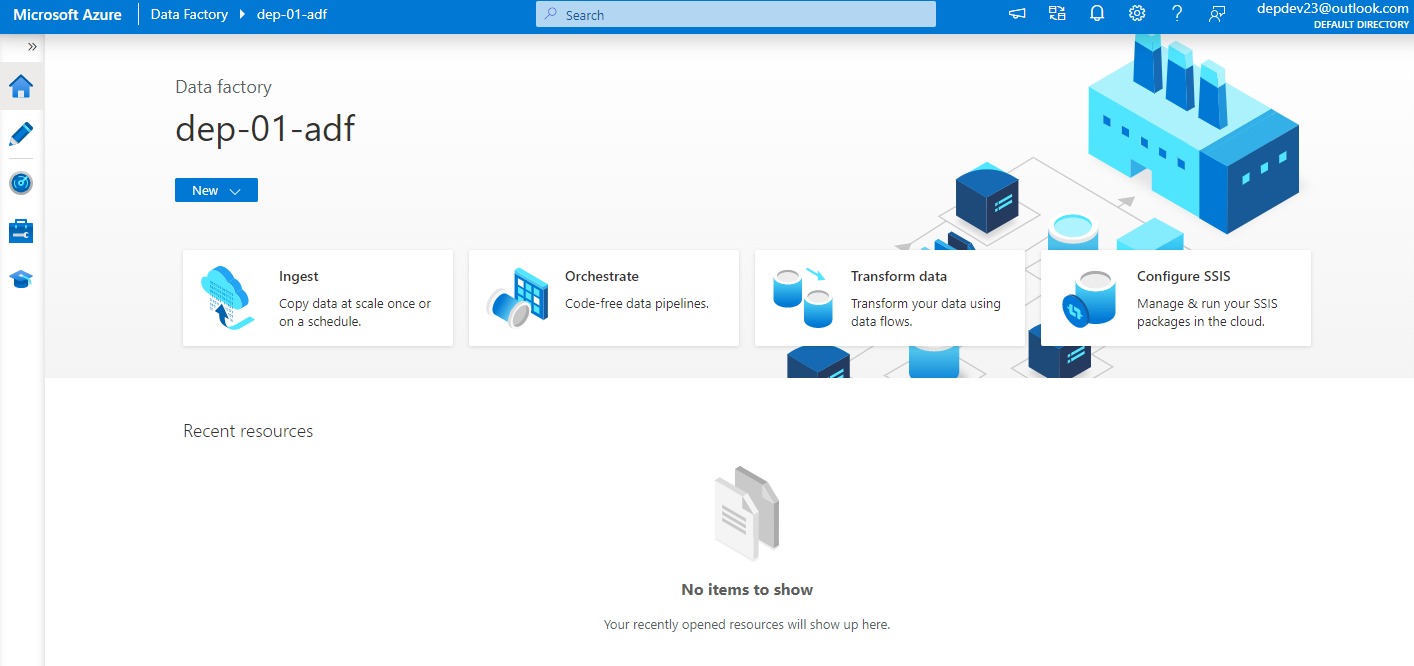 Microsoft Azure
Data Factory
dep-01-adf
Search
depdev23@outlook.com
DEFAULT DIRECTORY
Data factory
dep-01-adf
New
Ingest
Copy data at scale once or
on a schedule.
Orchestrate
Code-free data pipelines.
Transform data
Transform your data using
data flows.
Configure SSIS
Manage & run your SSIS
packages in the cloud.
Recent resources
No items to show
Your recently opened resources will show up here.